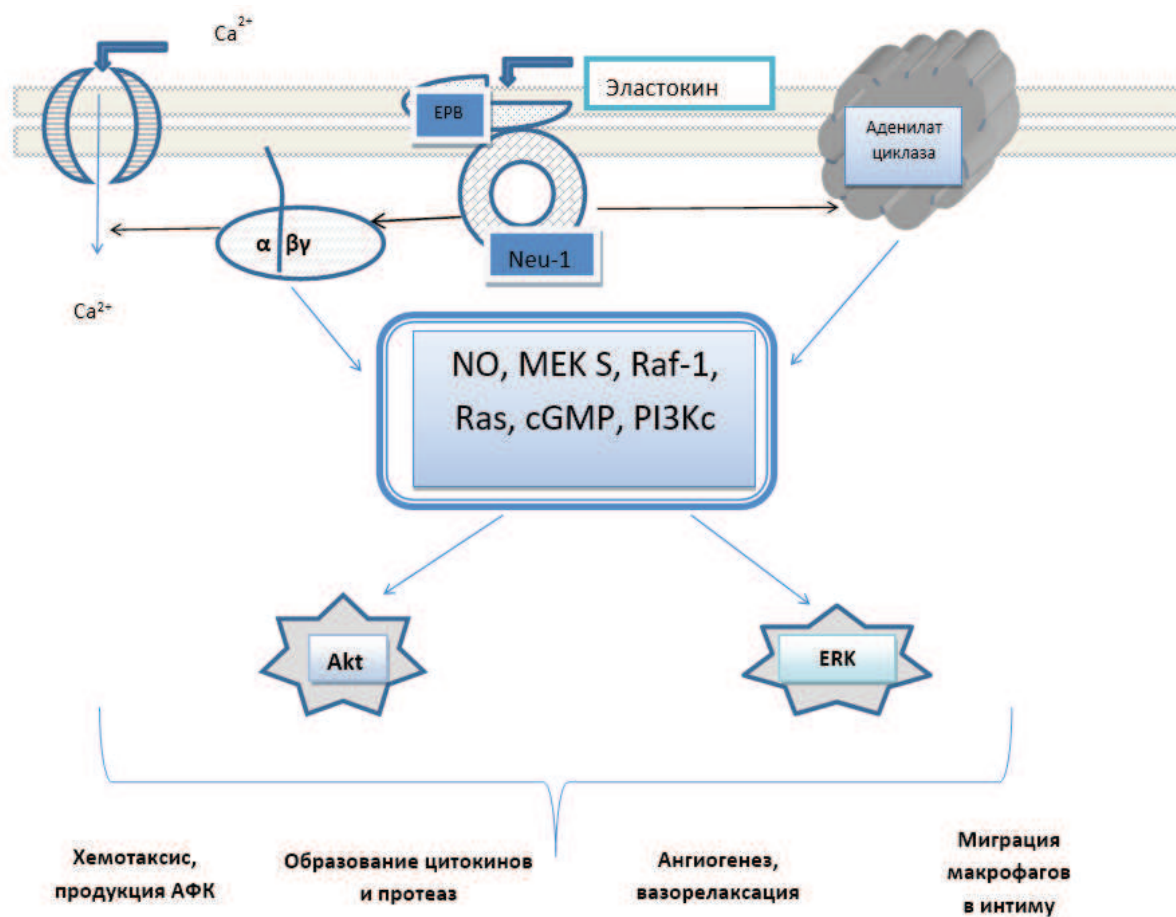 Ca²⁺
Эластокин
EPB
Аденилат
циклаза
α βγ
Neu-1
Ca²⁺
NO, MEK S, Raf-1,
Ras, cGMP, PI3Kc
Akt
ERK
Хемотаксис,
продукция АФК
Образование цитокинов
и протеаз
Ангиогенез,
вазорелаксация
Миграция
макрофагов
в интиму